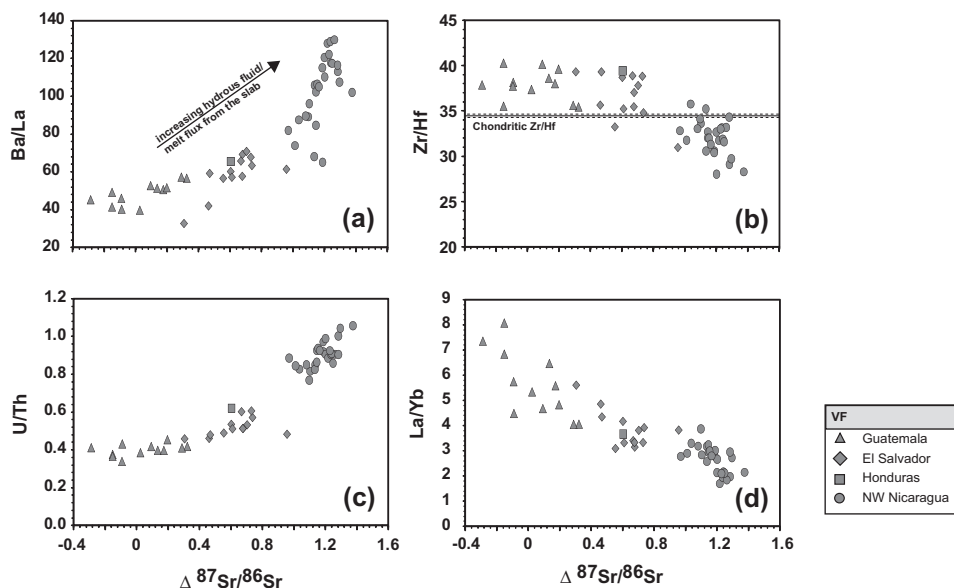 140
120
100
80
60
40
20
Ba/La
increasing hydrous fluid/
melt flux from the slab
(a)
45
40
35
30
25
20
Zr/Hf
Chondritic Zr/Hf
(b)
1.2
1.0
0.8
0.6
0.4
0.2
0.0
U/Th
(c)
-0.4 0 0.4 0.8 1.2 1.6
Δ 87Sr/86Sr
9
8
7
6
5
4
3
2
1
0
La/Yb
(d)
-0.4 0 0.4 0.8 1.2 1.6
Δ 87Sr/86Sr
VF
Guatemala
El Salvador
Honduras
NW Nicaragua